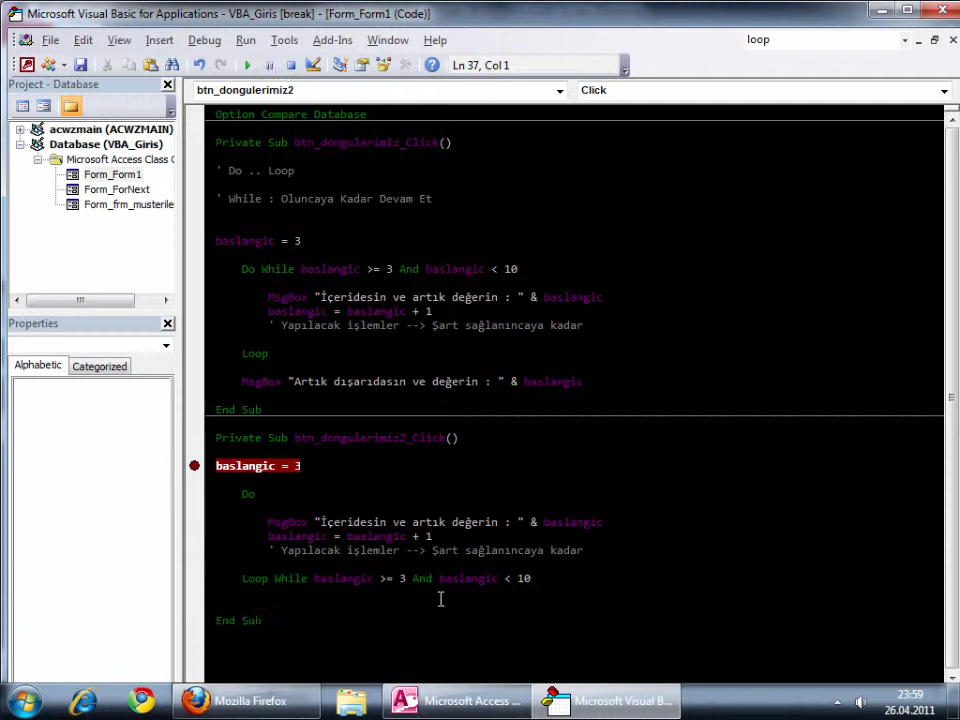 Microsoft Visual Basic for Applications - VBA_Giris [break] - [Form_Form1 (Code)]
File Edit View Insert Debug Run Tools Add-Ins Window Help
loop
Ln 37, Col 1
Project - Database
btn_dongulerimiz2
Click
acwzmain (ACWZMAIN)
Database (VBA_Giris)
Microsoft Access Class C
Form_Form1
Form_ForNext
Form_frm_musterile
Properties
Alphabetic Categorized
Option Compare Database
Private Sub btn_dongulerimiz_Click()
' Do .. Loop
' While : Oluncaya Kadar Devam Et
baslangic = 3
Do While baslangic >= 3 And baslangic < 10
MsgBox "İçeridesin ve artık değerin : " & baslangic
baslangic = baslangic + 1
' Yapılacak işlemler --> Şart sağlanıncaya kadar
Loop
MsgBox "Artık dışarıdasın ve değerin : " & baslangic
End Sub
Private Sub btn_dongulerimiz2_Click()
baslangic = 3
Do
MsgBox "İçeridesin ve artık değerin : " & baslangic
baslangic = baslangic + 1
' Yapılacak işlemler --> Şart sağlanıncaya kadar
Loop While baslangic >= 3 And baslangic < 10
End Sub
Mozilla Firefox
Microsoft Access ...
Microsoft Visual B...
23:59
26.04.2011